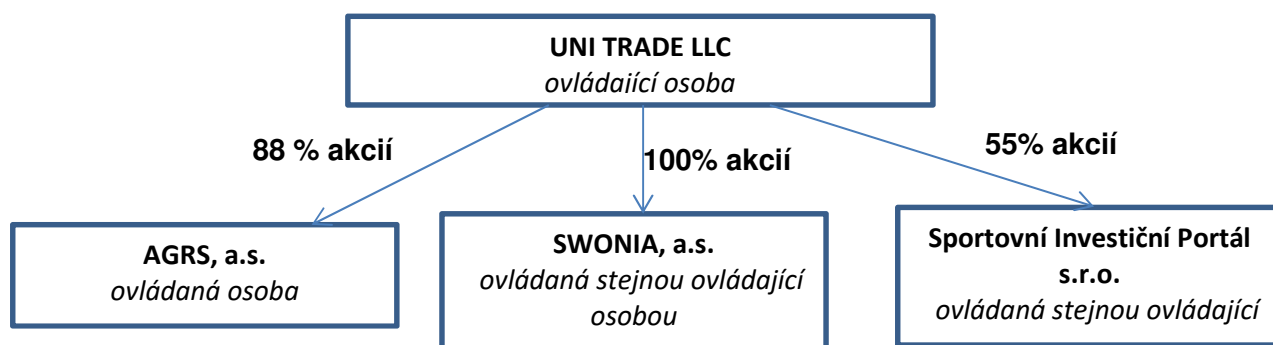 UNI TRADE LLC
ovládající osoba
88 % akcií
100% akcií
55% akcií
AGRS, a.s.
ovládaná osoba
SWONIA, a.s.
ovládaná stejnou ovládající
osobou
Sportovní Investiční Portál
s.r.o.
ovládaná stejnou ovládající